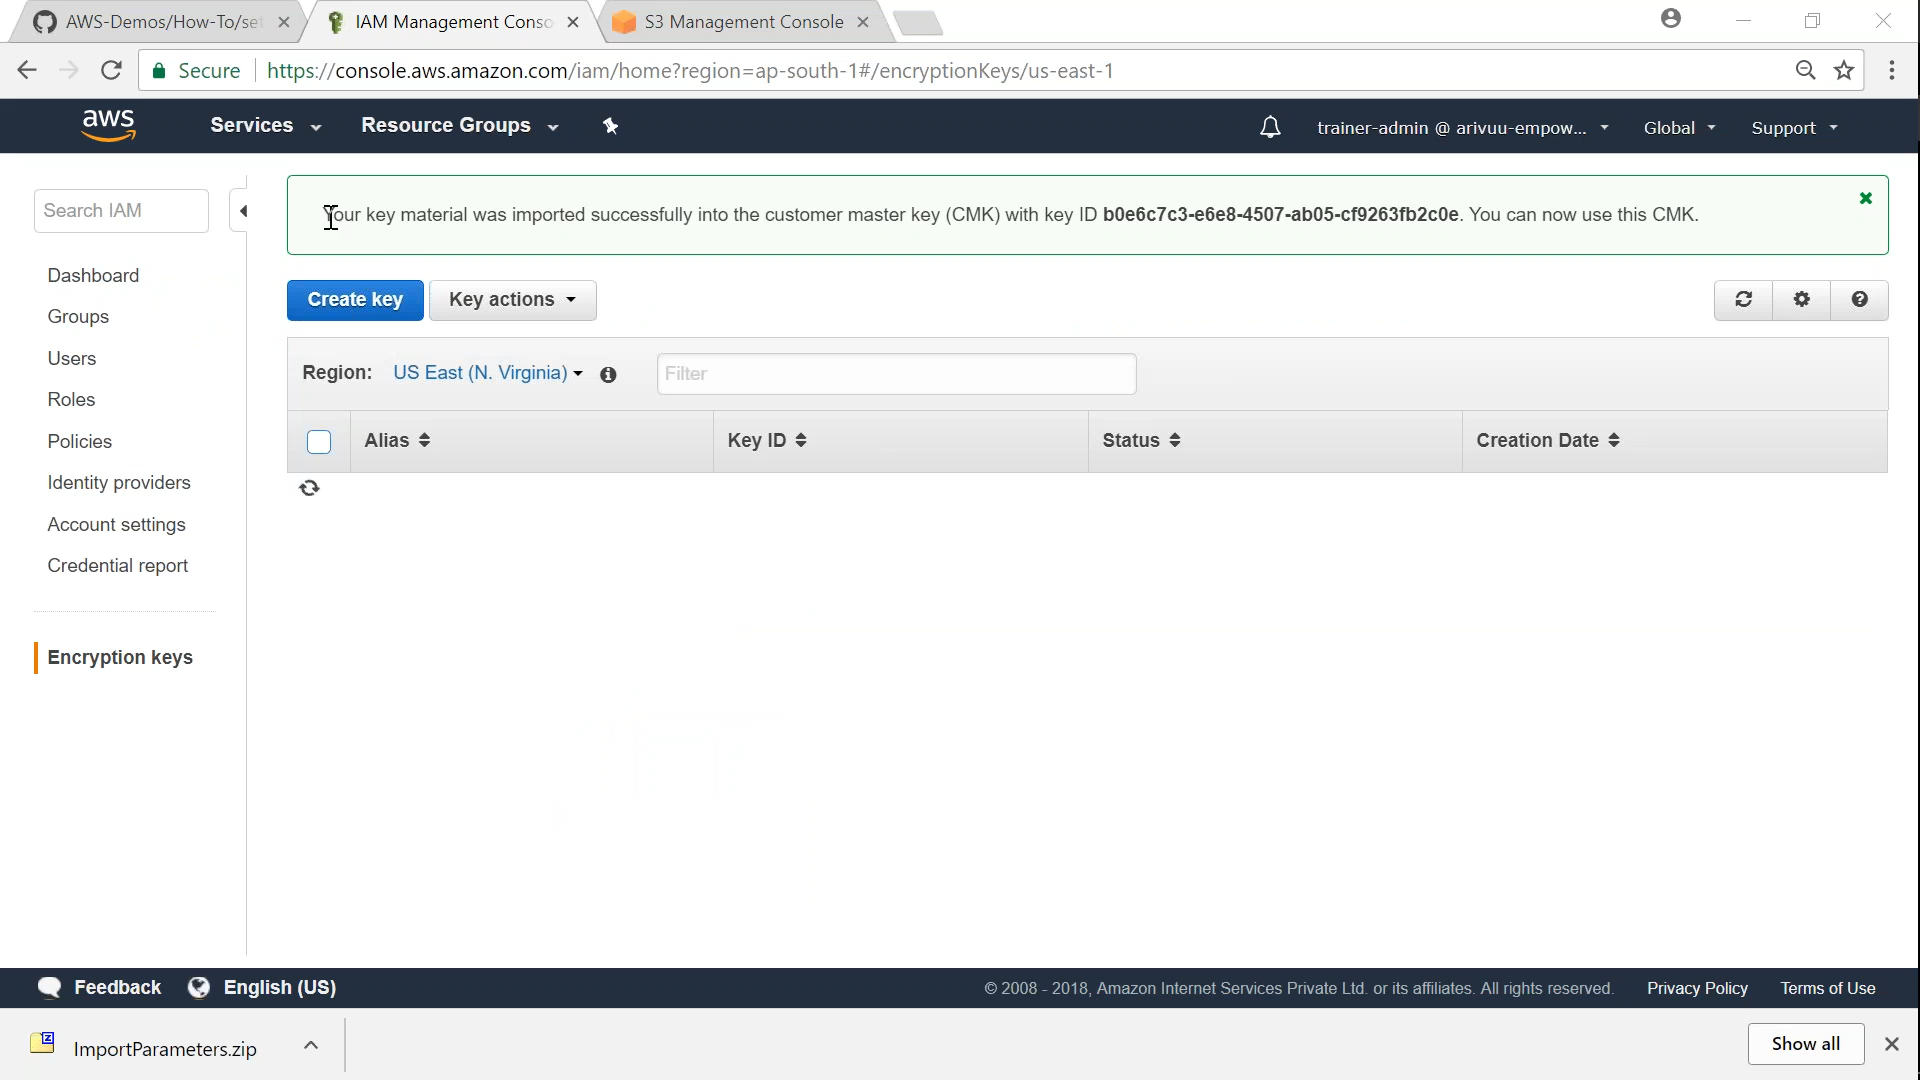 AWS-Demos/How-To/set
IAM Management Conso
S3 Management Console
Secure
https://console.aws.amazon.com/iam/home?region=ap-south-1#/encryptionKeys/us-east-1
aws
Services
Resource Groups
trainer-admin @ arivuu-empow...
Global
Support
Search IAM
Your key material was imported successfully into the customer master key (CMK) with key ID b0e6c7c3-e6e8-4507-ab05-cf9263fb2c0e. You can now use this CMK.
Create key
Key actions
Dashboard
Groups
Users
Roles
Policies
Identity providers
Account settings
Credential report
Encryption keys
Region:
US East (N. Virginia)
Filter
Alias
Key ID
Status
Creation Date
Feedback
English (US)
© 2008 - 2018, Amazon Internet Services Private Ltd. or its affiliates. All rights reserved.
Privacy Policy
Terms of Use
ImportParameters.zip
Show all